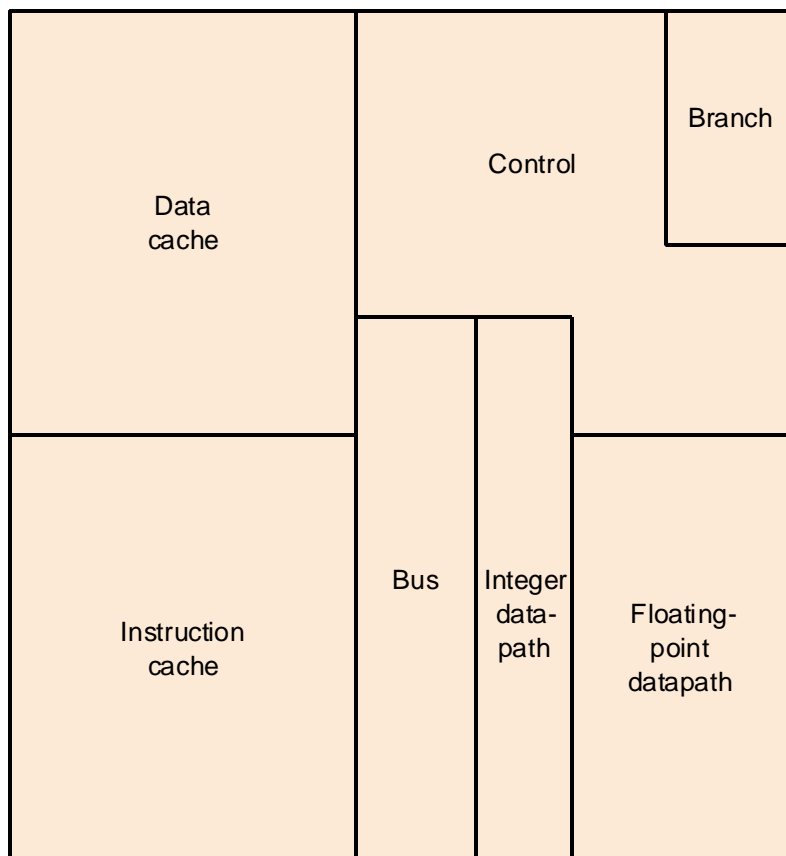 Data
cache
Control
Branch
Instruction
cache
Bus
Integer
data-
path
Floating-
point
datapath